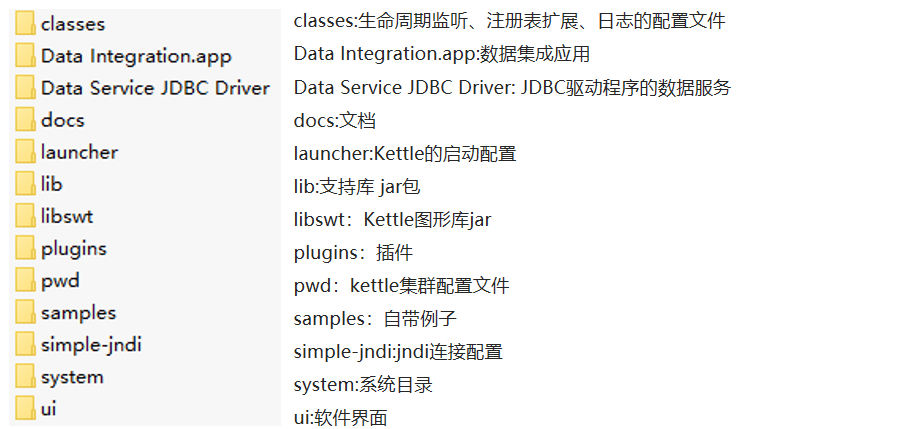 classes
Data Integration.app
Data Service JDBC Driver
docs
launcher
lib
libswt
plugins
pwd
samples
simple-jndi
system
ui
classes:生命周期监听、注册表扩展、日志的配置文件
Data Integration.app:数据集成应用
Data Service JDBC Driver: JDBC驱动程序的数据服务
docs:文档
launcher:Kettle的启动配置
lib:支持库 jar包
libswt：Kettle图形库jar
plugins：插件
pwd：kettle集群配置文件
samples：自带例子
simple-jndi:jndi连接配置
system:系统目录
ui:软件界面